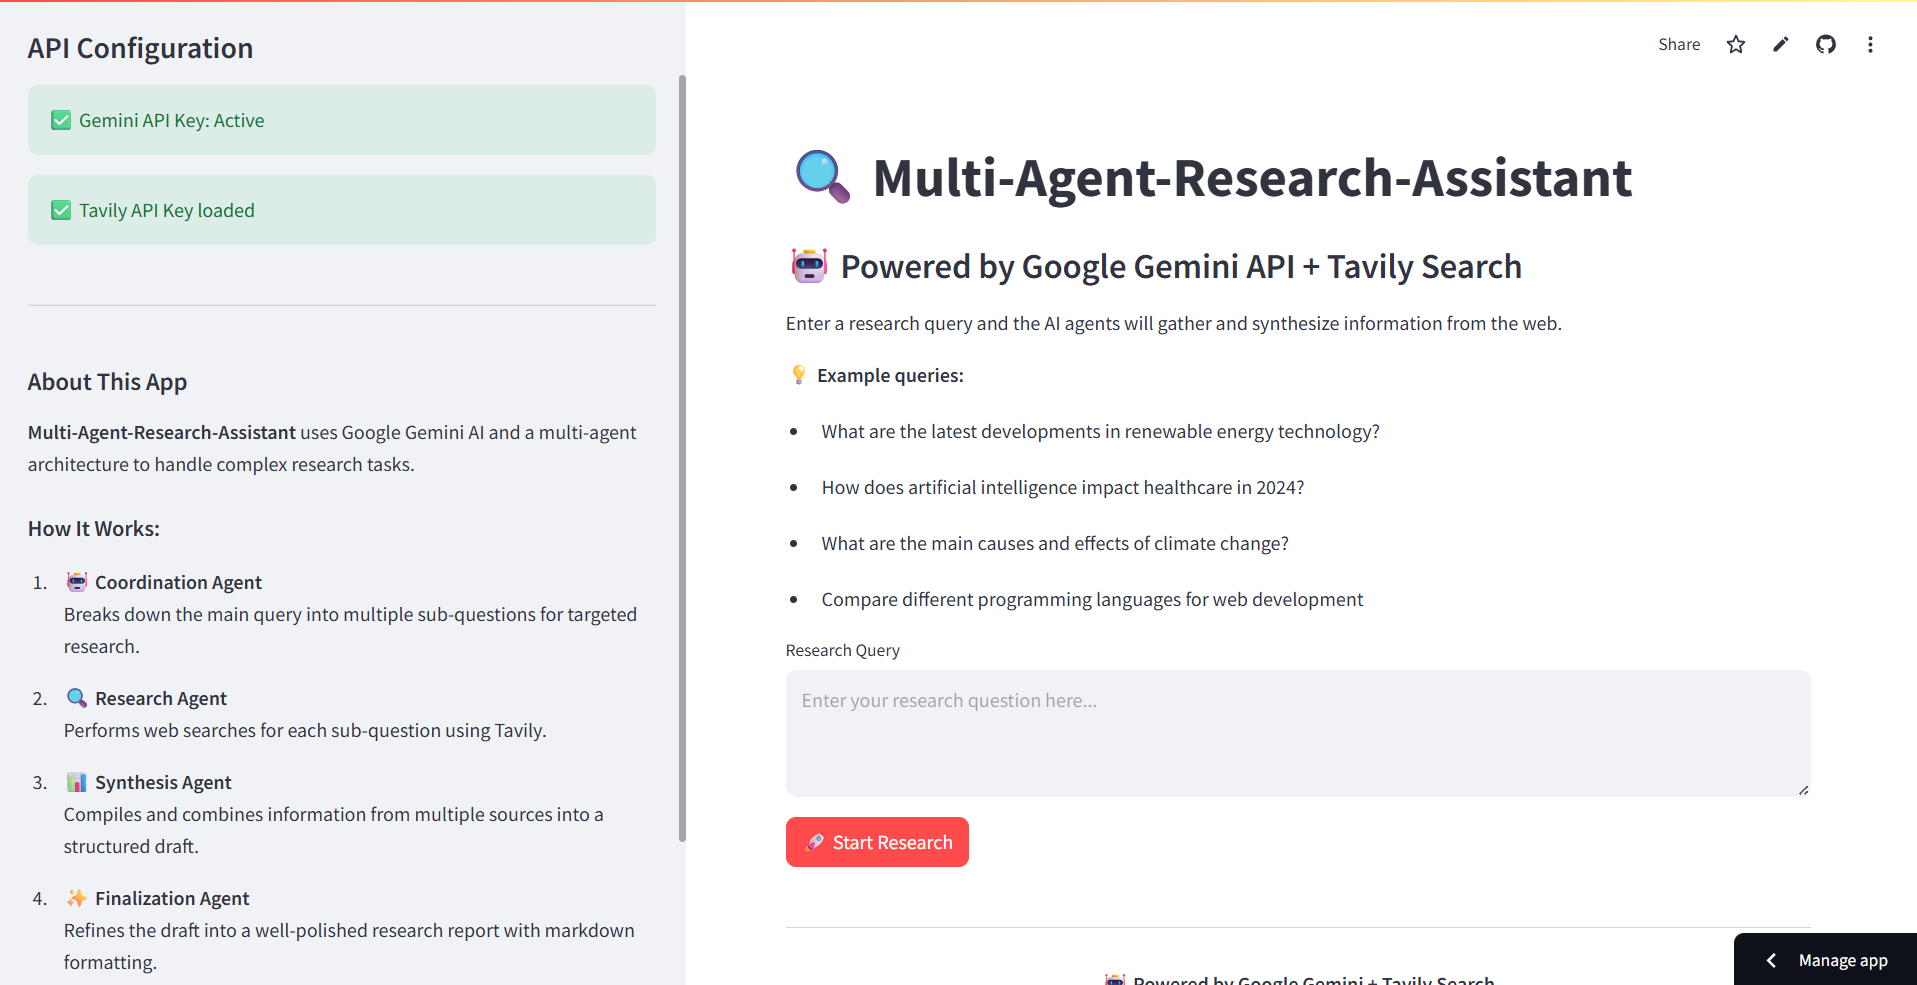 API Configuration
✅ Gemini API Key: Active
✅ Tavily API Key loaded
About This App
Multi-Agent-Research-Assistant uses Google Gemini AI and a multi-agent
architecture to handle complex research tasks.
How It Works:
1. 🤖 Coordination Agent
Breaks down the main query into multiple sub-questions for targeted
research.
2. 🔍 Research Agent
Performs web searches for each sub-question using Tavily.
3. 📊 Synthesis Agent
Compiles and combines information from multiple sources into a
structured draft.
4. ✨ Finalization Agent
Refines the draft into a well-polished research report with markdown
formatting.
Share
🔍 Multi-Agent-Research-Assistant
🤖 Powered by Google Gemini API + Tavily Search
Enter a research query and the AI agents will gather and synthesize information from the web.
💡 Example queries:
• What are the latest developments in renewable energy technology?
• How does artificial intelligence impact healthcare in 2024?
• What are the main causes and effects of climate change?
• Compare different programming languages for web development
Research Query
Enter your research question here...
🚀 Start Research
🤖 Powered by Google Gemini + Tavily Search
Manage app